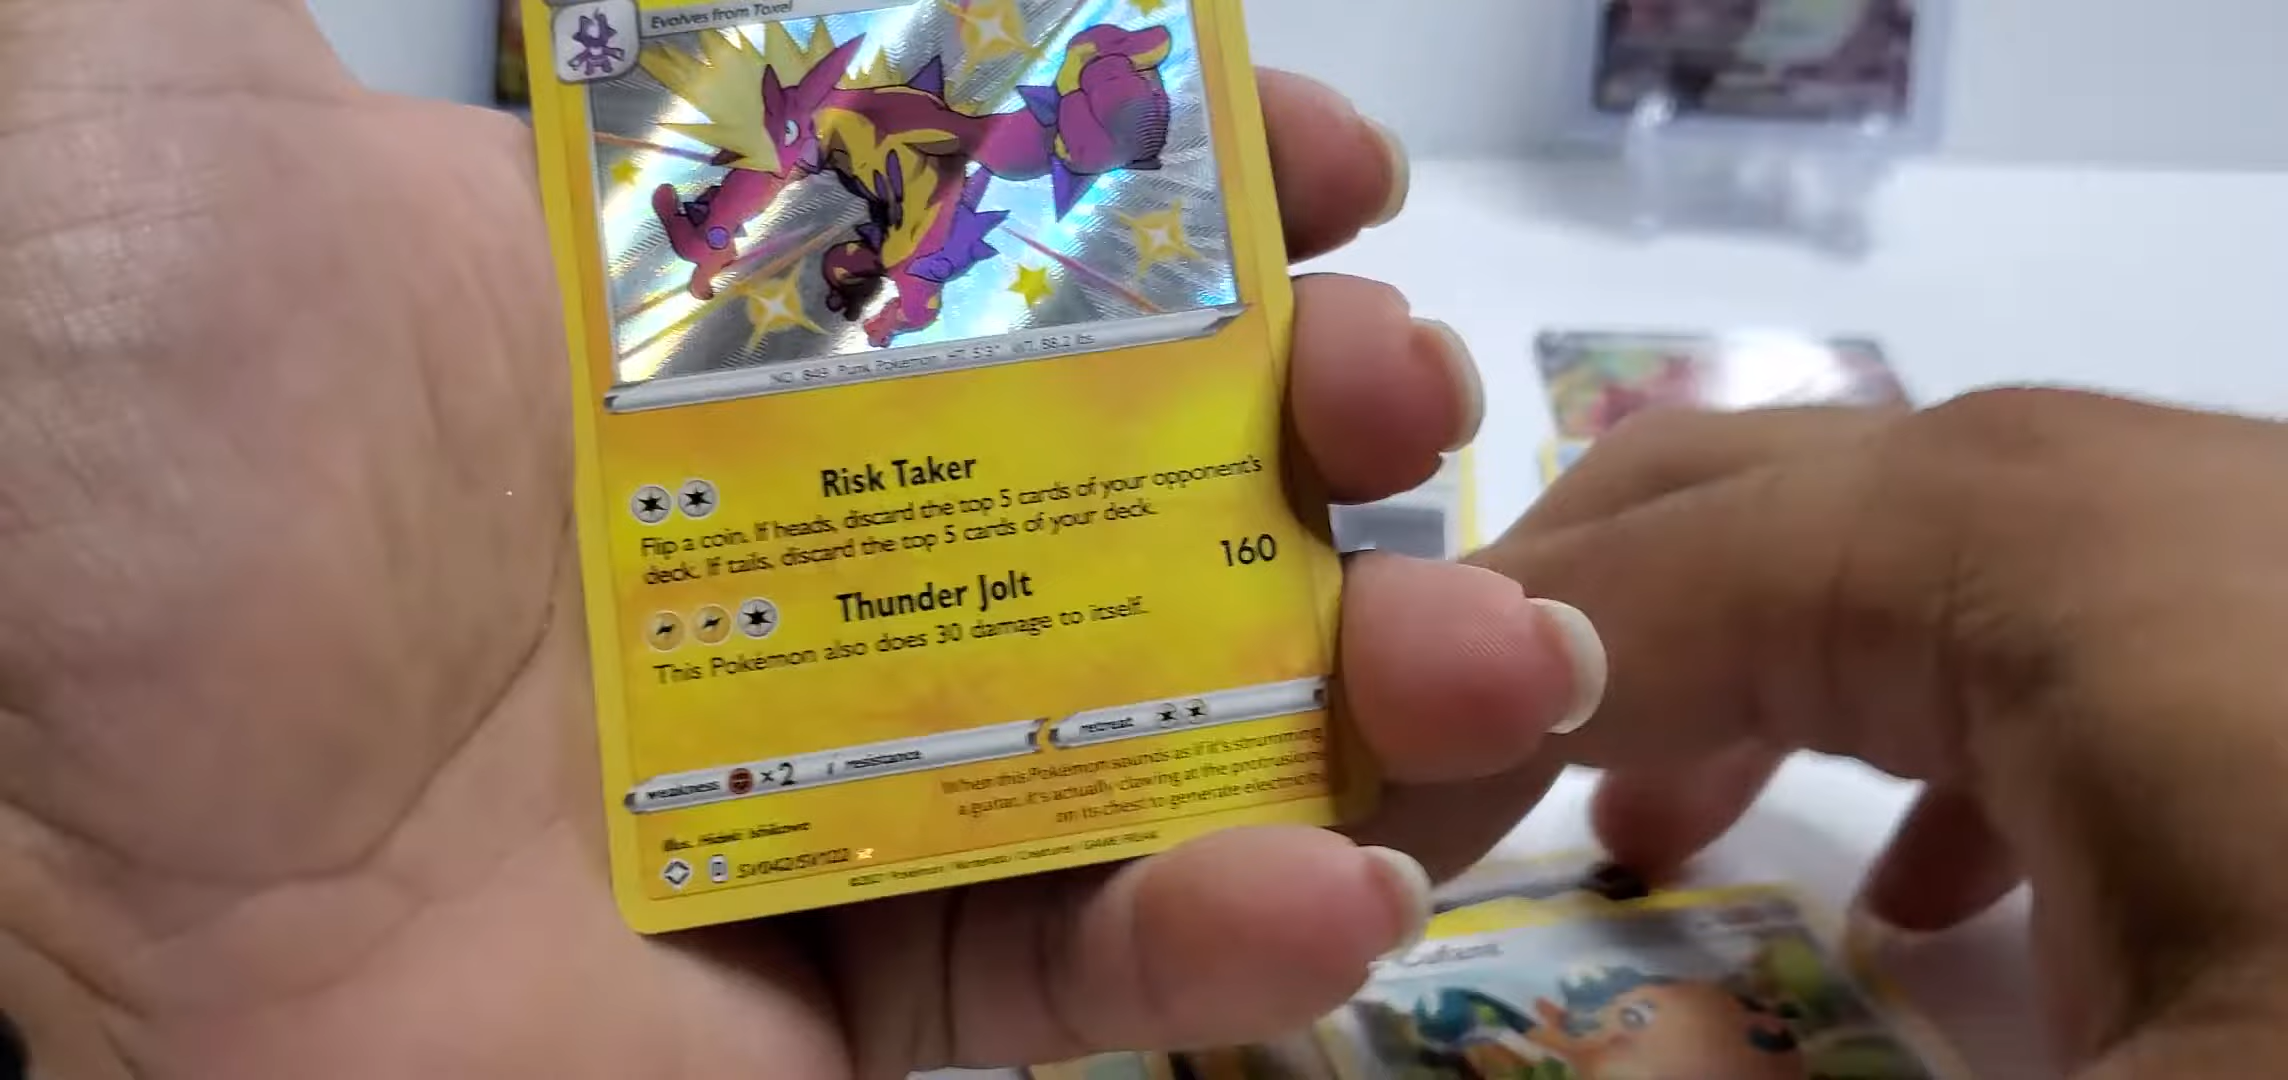 Evolves from Toxel
NO. 849 Punk Pokémon HT. 5'3" WT. 88.2 lbs.
Risk Taker
Flip a coin. If heads, discard the top 5 cards of your opponent's
deck. If tails, discard the top 5 cards of your deck.
Thunder Jolt 160
This Pokémon also does 30 damage to itself.
weakness ×2 resistance retreat
When this Pokémon sounds as if it's strumming
a guitar, it's actually clawing at the protrusions
on its chest to generate electricity.
Illus. Hideki Ishikawa
D SV042/SV122
©2021 Pokémon / Nintendo / Creatures / GAME FREAK